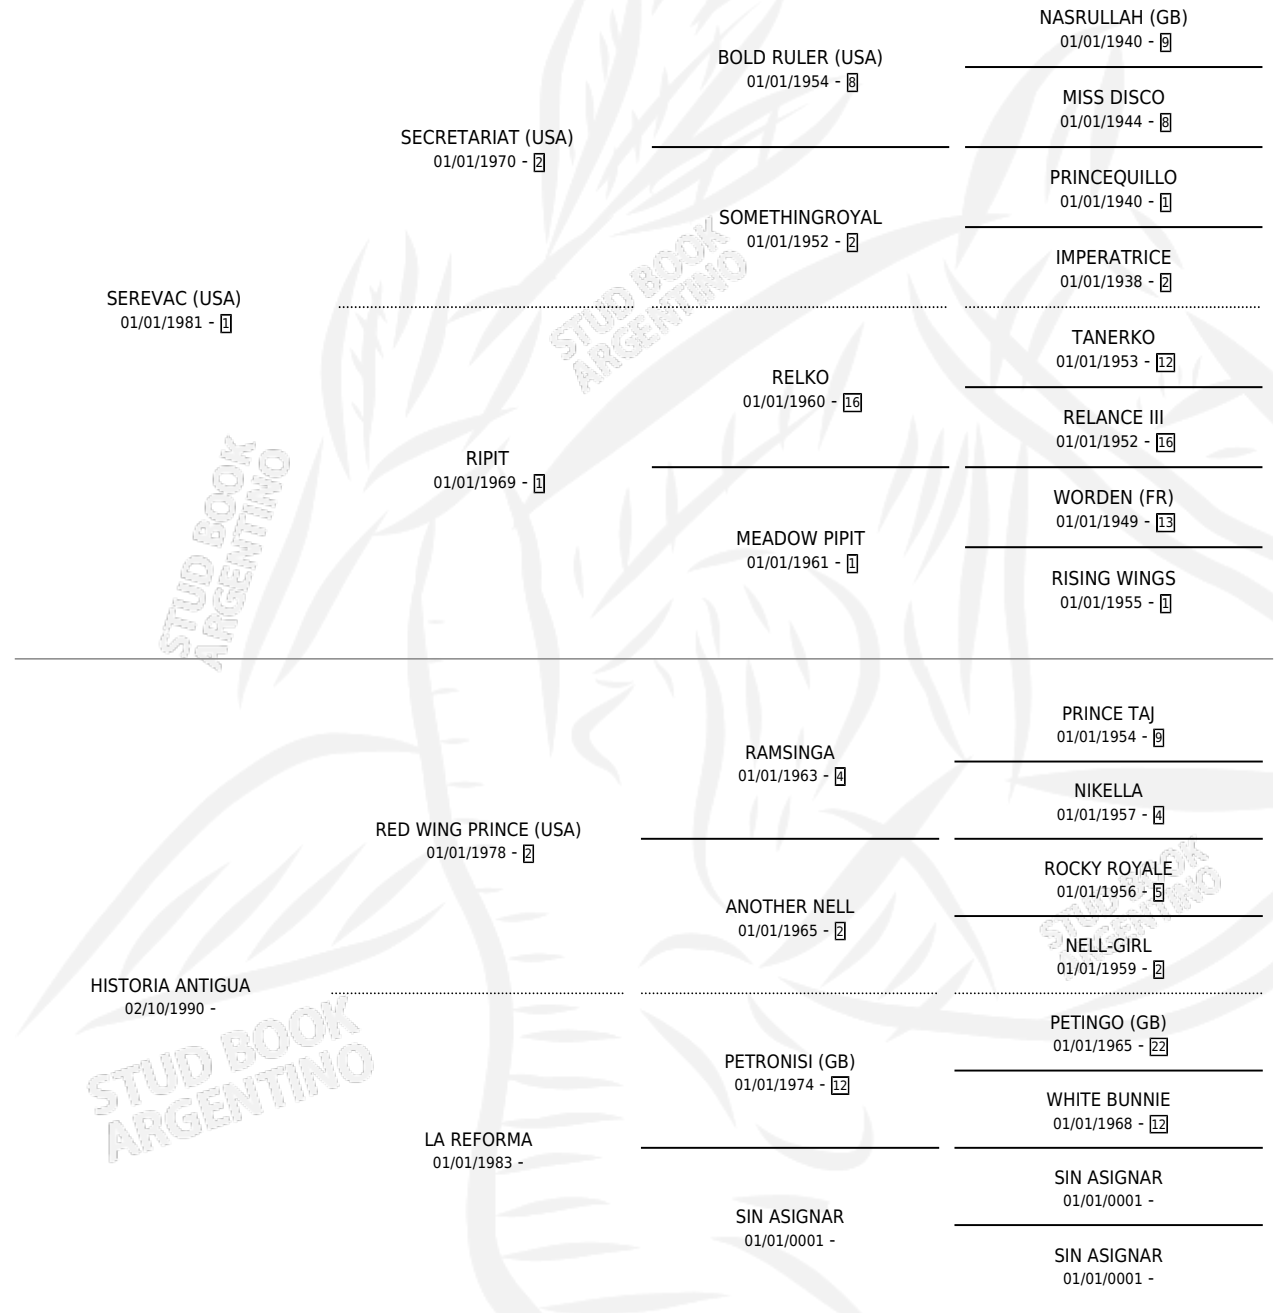 NASRULLAH (GB)
01/01/1940 - 9
BOLD RULER (USA)
01/01/1954 - 8
MISS DISCO
01/01/1944 - 8
SECRETARIAT (USA)
01/01/1970 - 2
PRINCEQUILLO
01/01/1940 - 1
SOMETHINGROYAL
01/01/1952 - 2
IMPERATRICE
01/01/1938 - 2
SEREVAC (USA)
01/01/1981 - 1
STUD BOOK
ARGENTINO
TANERKO
01/01/1953 - 12
RELKO
01/01/1960 - 16
RELANCE III
01/01/1952 - 16
RIPIT
01/01/1969 - 1
WORDEN (FR)
01/01/1949 - 13
MEADOW PIPIT
01/01/1961 - 1
RISING WINGS
01/01/1955 - 1
STUD BOOK
ARGENTINO
PRINCE TAJ
01/01/1954 - 9
RAMSINGA
01/01/1963 - 4
NIKELLA
01/01/1957 - 4
RED WING PRINCE (USA)
01/01/1978 - 2
ROCKY ROYALE
01/01/1956 - 5
ANOTHER NELL
01/01/1965 - 2
NELL-GIRL
01/01/1959 - 2
STUD BOOK
ARGENTINO
HISTORIA ANTIGUA
02/10/1990 -
PETINGO (GB)
01/01/1965 - 22
PETRONISI (GB)
01/01/1974 - 12
WHITE BUNNIE
01/01/1968 - 12
STUD BOOK
ARGENTINO
LA REFORMA
01/01/1983 -
SIN ASIGNAR
01/01/0001 -
SIN ASIGNAR
01/01/0001 -
SIN ASIGNAR
01/01/0001 -